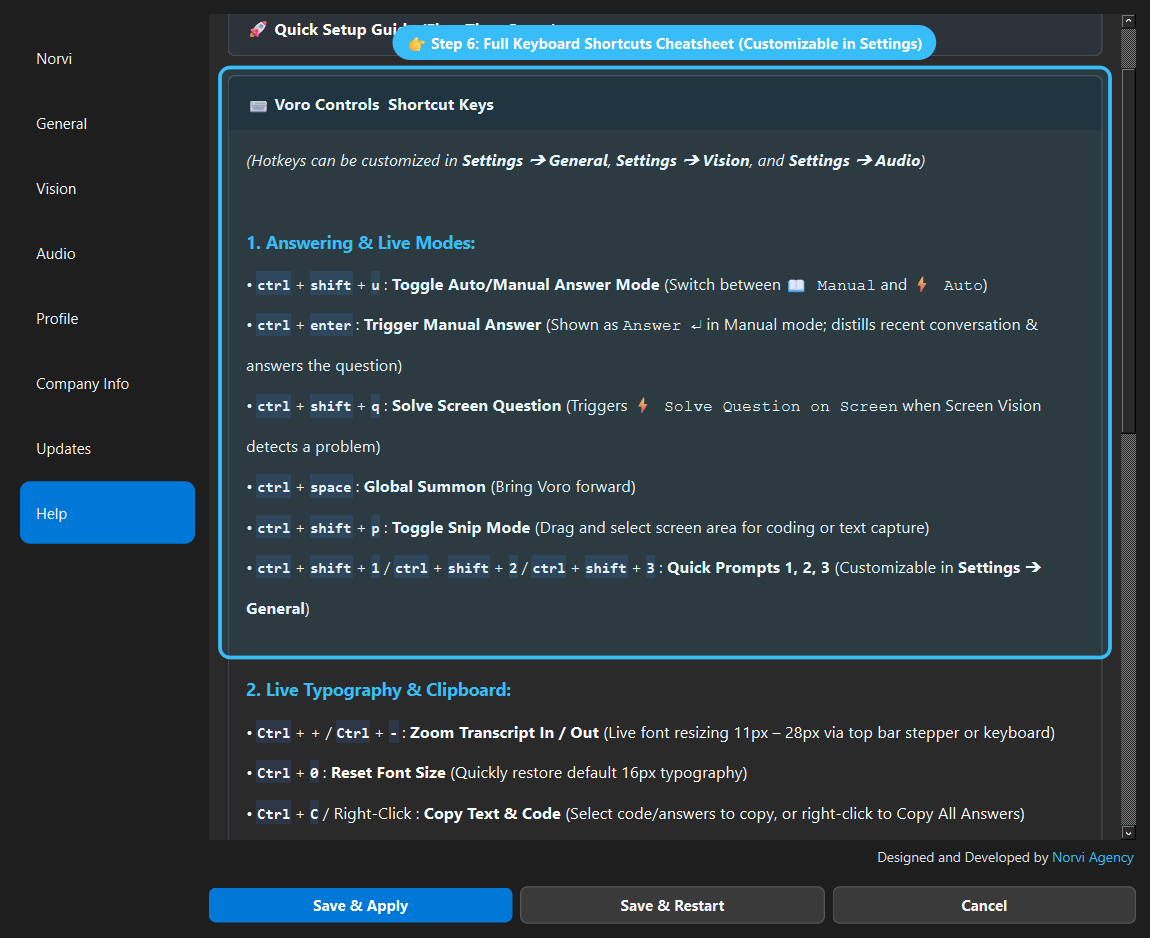 Norvi
General
Vision
Audio
Profile
Company Info
Updates
Help
🚀 Quick Setup Guide
👉 Step 6: Full Keyboard Shortcuts Cheatsheet (Customizable in Settings)
⌨ Voro Controls Shortcut Keys
(Hotkeys can be customized in Settings → General, Settings → Vision, and Settings → Audio)
1. Answering & Live Modes:
• ctrl + shift + u : Toggle Auto/Manual Answer Mode (Switch between 📖 Manual and ⚡ Auto)
• ctrl + enter : Trigger Manual Answer (Shown as Answer ↵ in Manual mode; distills recent conversation &
answers the question)
• ctrl + shift + q : Solve Screen Question (Triggers ⚡ Solve Question on Screen when Screen Vision
detects a problem)
• ctrl + space : Global Summon (Bring Voro forward)
• ctrl + shift + p : Toggle Snip Mode (Drag and select screen area for coding or text capture)
• ctrl + shift + 1 / ctrl + shift + 2 / ctrl + shift + 3 : Quick Prompts 1, 2, 3 (Customizable in Settings →
General)
2. Live Typography & Clipboard:
• Ctrl + + / Ctrl + - : Zoom Transcript In / Out (Live font resizing 11px – 28px via top bar stepper or keyboard)
• Ctrl + 0 : Reset Font Size (Quickly restore default 16px typography)
• Ctrl + C / Right-Click : Copy Text & Code (Select code/answers to copy, or right-click to Copy All Answers)
Designed and Developed by Norvi Agency
Save & Apply
Save & Restart
Cancel